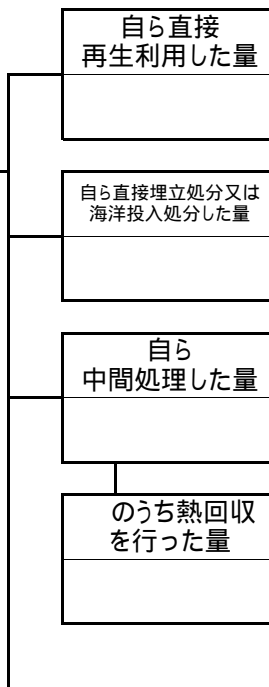 自ら直接
再生利用した量
自ら直接埋立処分又は
海洋投入処分した量
自ら
中間処理した量
のうち熱回収
を行った量